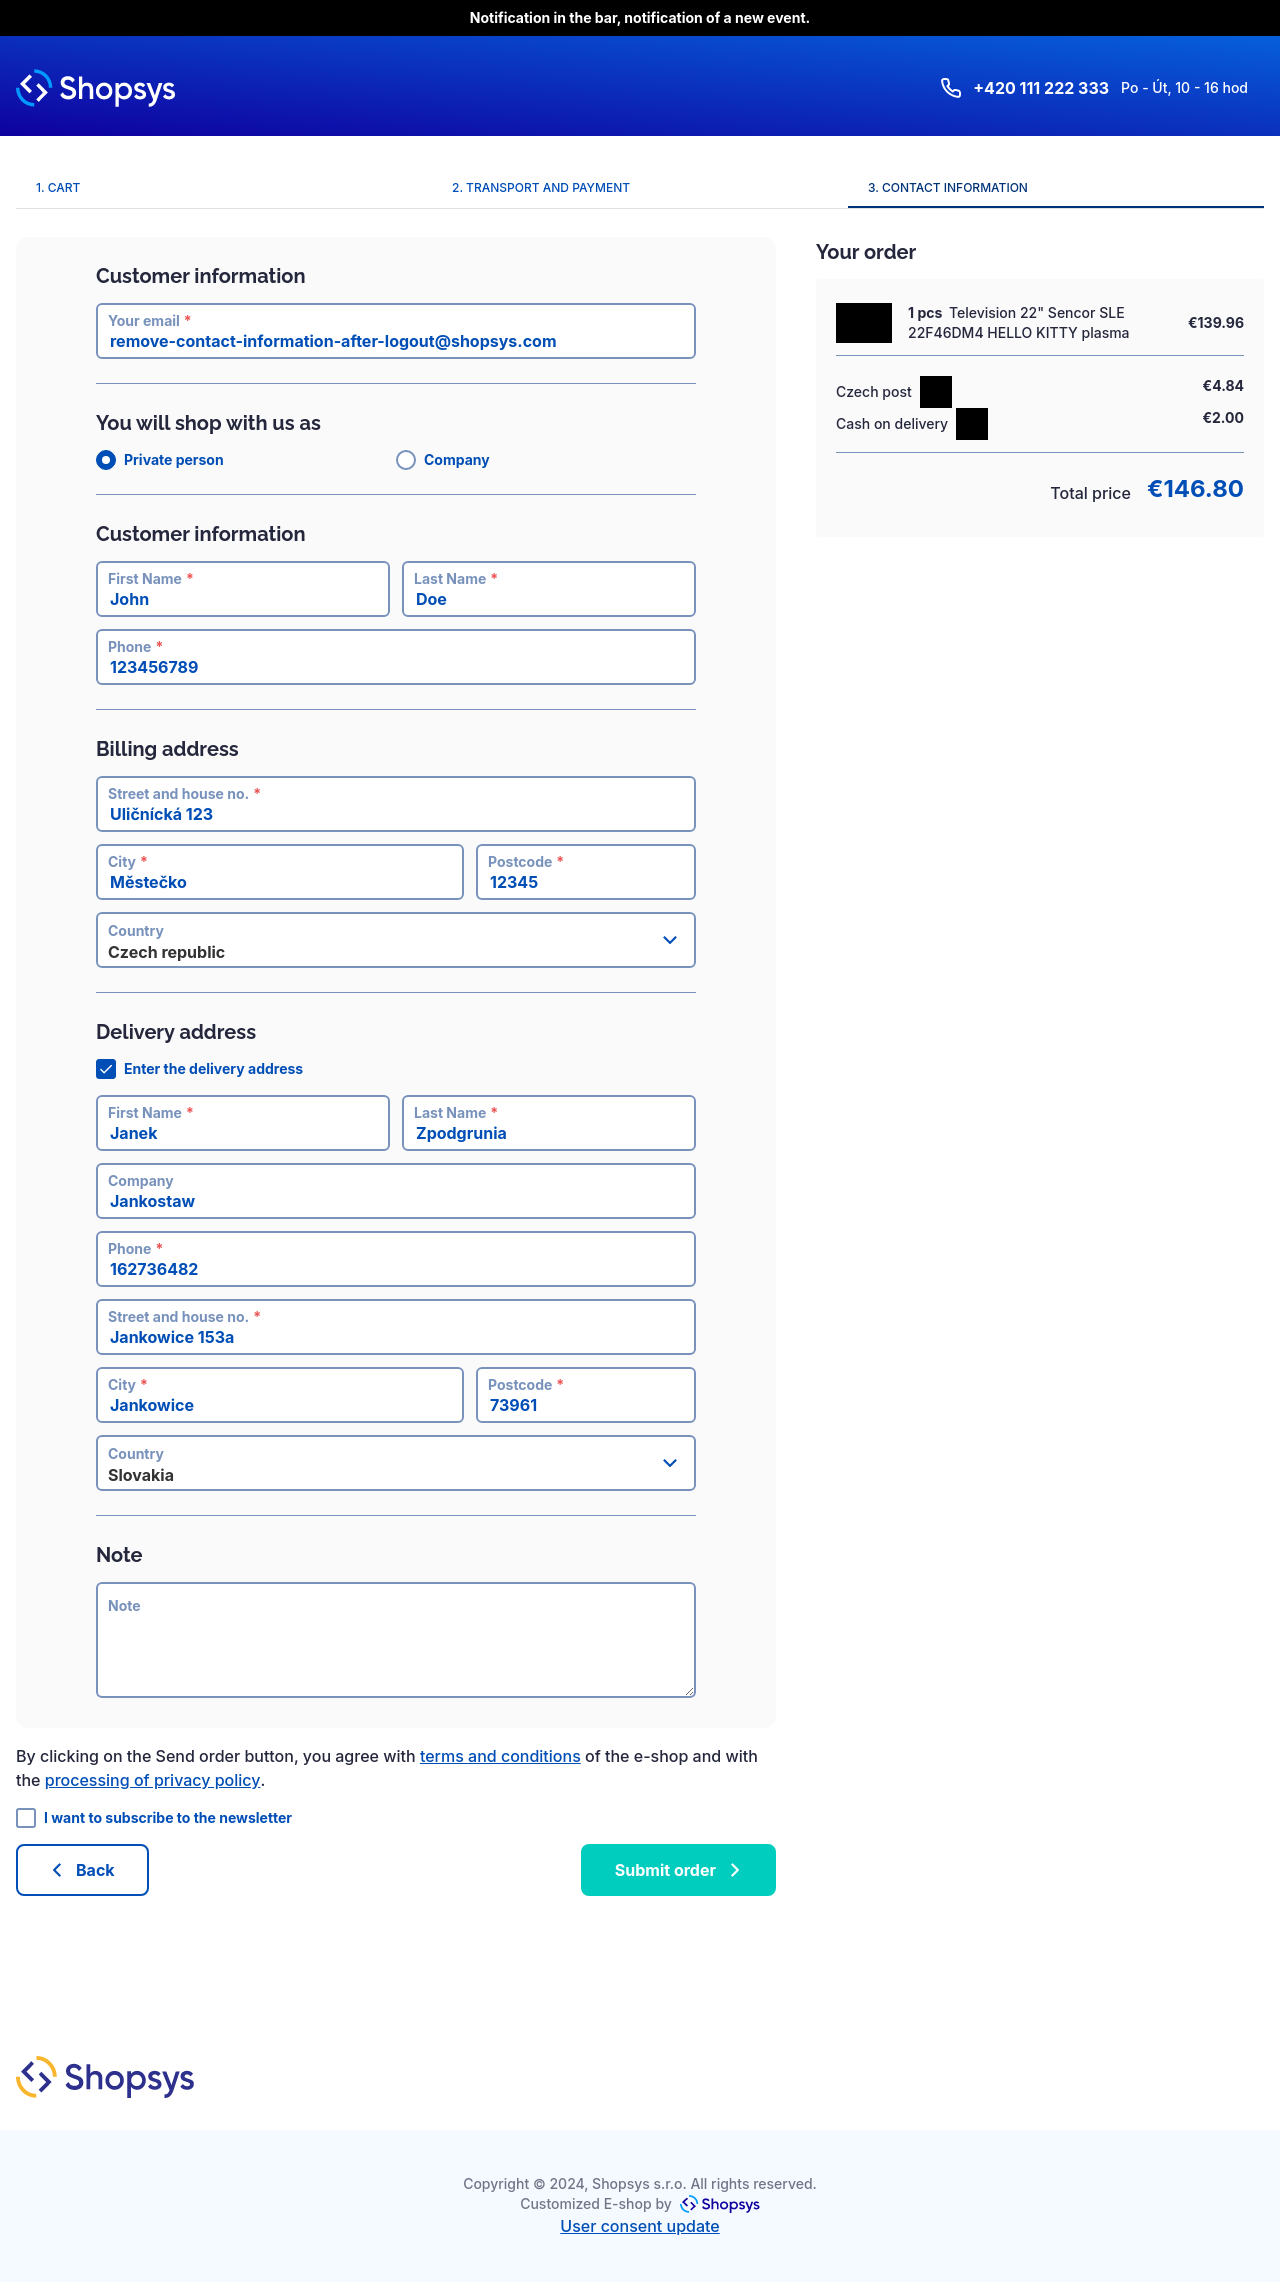 Notification in the bar, notification of a new event.
Shopsys
+420 111 222 333 Po - Út, 10 - 16 hod
1. CART
2. TRANSPORT AND PAYMENT
3. CONTACT INFORMATION
Customer information
Your email *
remove-contact-information-after-logout@shopsys.com
You will shop with us as
Private person
Company
Customer information
First Name *
John
Last Name *
Doe
Phone *
123456789
Billing address
Street and house no. *
Uličnícká 123
City *
Městečko
Postcode *
12345
Country
Czech republic
Delivery address
Enter the delivery address
First Name *
Janek
Last Name *
Zpodgrunia
Company
Jankostaw
Phone *
162736482
Street and house no. *
Jankowice 153a
City *
Jankowice
Postcode *
73961
Country
Slovakia
Note
Note
By clicking on the Send order button, you agree with terms and conditions of the e-shop and with
the processing of privacy policy.
I want to subscribe to the newsletter
Back
Submit order
Your order
1 pcs Television 22" Sencor SLE
22F46DM4 HELLO KITTY plasma
€139.96
Czech post
€4.84
Cash on delivery
€2.00
Total price €146.80
Shopsys
Copyright © 2024, Shopsys s.r.o. All rights reserved.
Customized E-shop by Shopsys
User consent update